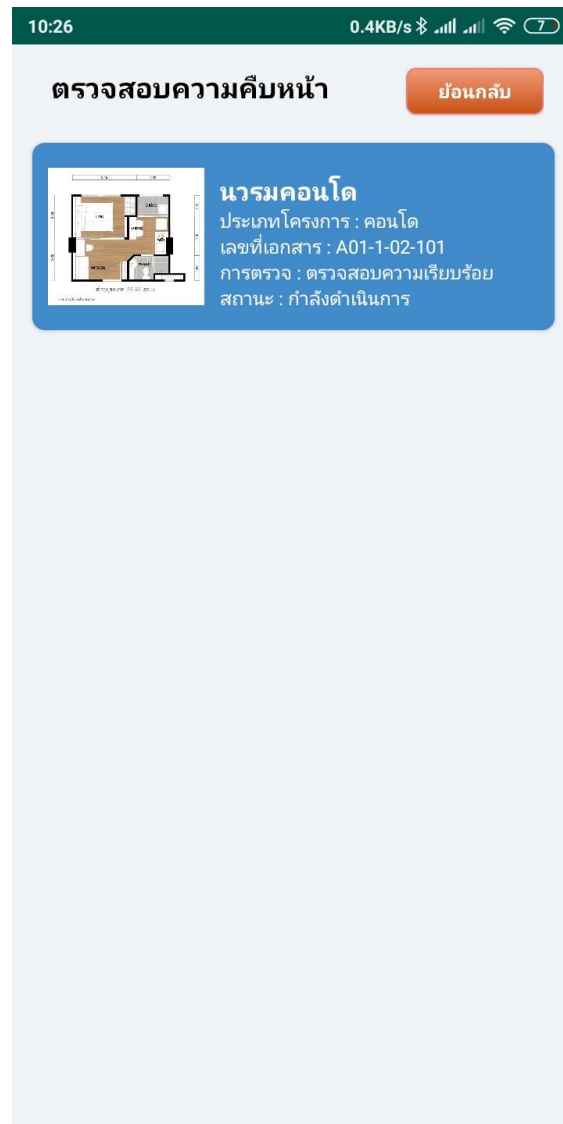 10:26
0.4KB/s
7
ตรวจสอบความคืบหน้า
ย้อนกลับ
นวรมคอนโด
ประเภทโครงการ : คอนโด
เลขที่เอกสาร : A01-1-02-101
การตรวจ : ตรวจสอบความเรียบร้อย
สถานะ : กำลังดำเนินการ